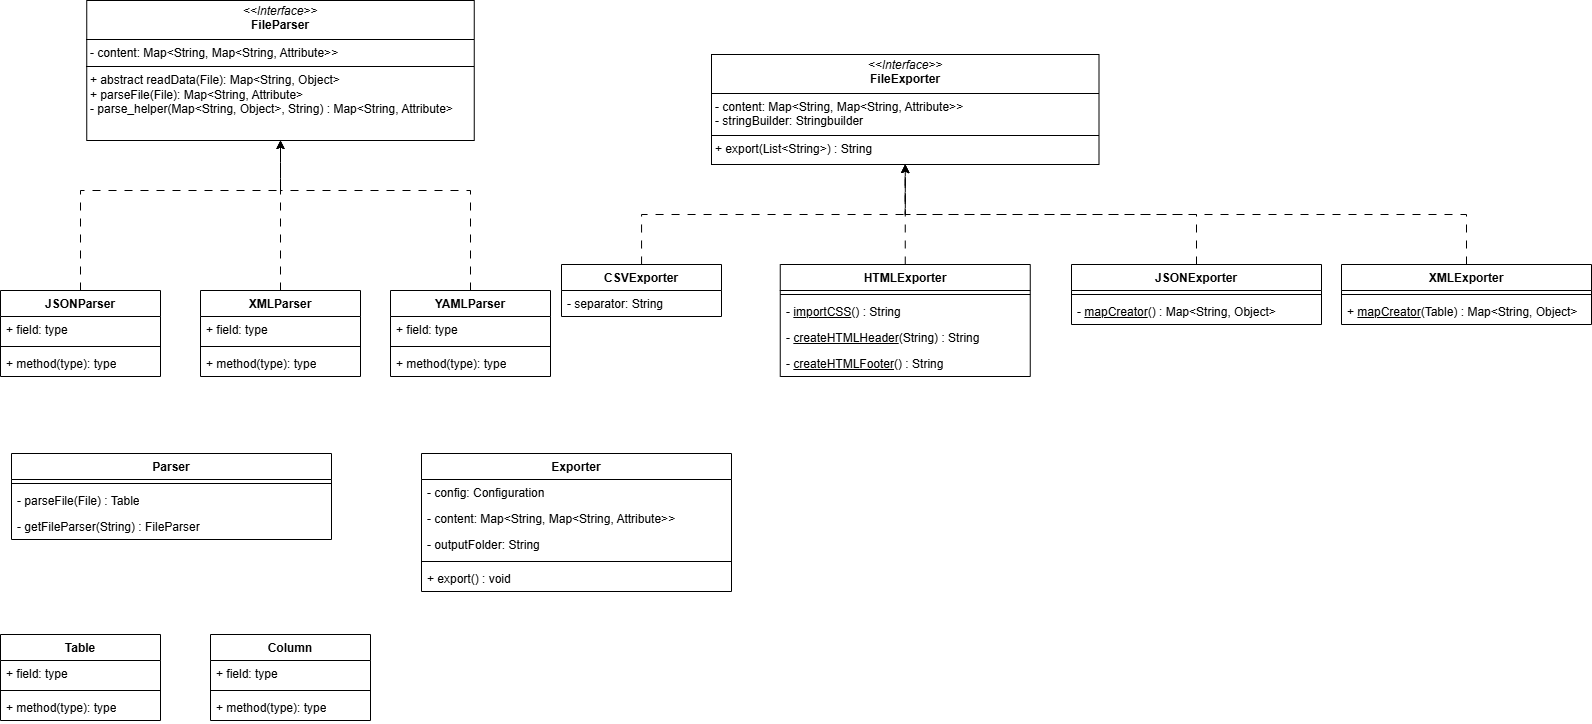 <<Interface>>
FileParser
- content: Map<String, Map<String, Attribute>>
+ abstract readData(File): Map<String, Object>
+ parseFile(File): Map<String, Attribute>
- parse_helper(Map<String, Object>, String) : Map<String, Attribute>
<<Interface>>
FileExporter
- content: Map<String, Map<String, Attribute>>
- stringBuilder: Stringbuilder
+ export(List<String>) : String
JSONParser
+ field: type
+ method(type): type
XMLParser
+ field: type
+ method(type): type
YAMLParser
+ field: type
+ method(type): type
CSVExporter
- separator: String
HTMLExporter
- importCSS() : String
- createHTMLHeader(String) : String
- createHTMLFooter() : String
JSONExporter
- mapCreator() : Map<String, Object>
XMLExporter
+ mapCreator(Table) : Map<String, Object>
Parser
- parseFile(File) : Table
- getFileParser(String) : FileParser
Exporter
- config: Configuration
- content: Map<String, Map<String, Attribute>>
- outputFolder: String
+ export() : void
Table
+ field: type
+ method(type): type
Column
+ field: type
+ method(type): type